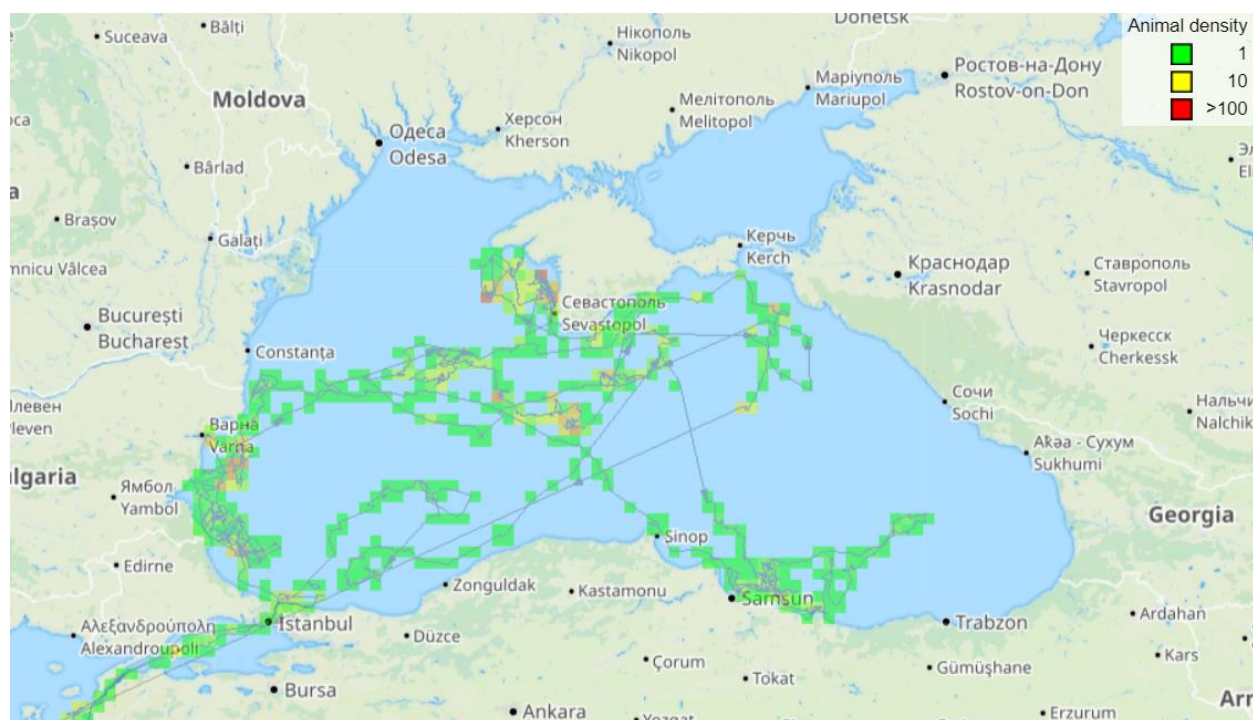 Suceava
Bălți
Moldova
Bârlad
Brașov
Galați
București
Bucharest
Constanța
Варна
Varna
Ямбол
Yambol
Edirne
Αλεξανδρούπολη
Alexandroupoli
Istanbul
Bursa
Düzce
Zonguldak
Kastamonu
Ankara
Çorum
Tokat
Sinop
Samsun
Одеса
Odesa
Херсон
Kherson
Нікополь
Nikopol
Мелітополь
Melitopol
Маріуполь
Mariupol
Donetsk
Ростов-на-Дону
Rostov-on-Don
Керчь
Kerch
Севастополь
Sevastopol
Краснодар
Krasnodar
Ставрополь
Stavropol
Черкесск
Cherkessk
Сочи
Sochi
Аҟəа - Сухум
Sukhumi
Georgia
Trabzon
Gümüşhane
Ardahan
Kars
Erzurum
Animal density
1
10
>100